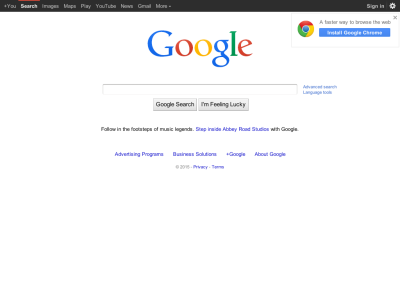 +You Search Images Maps Play YouTube News Gmail More Sign in
A faster way to browse the web
Install Google Chrome
Google
Advanced search
Language tools
Google Search I'm Feeling Lucky
Follow in the footsteps of music legends. Step inside Abbey Road Studios with Google.
Advertising Programs Business Solutions +Google About Google
© 2015 - Privacy - Terms